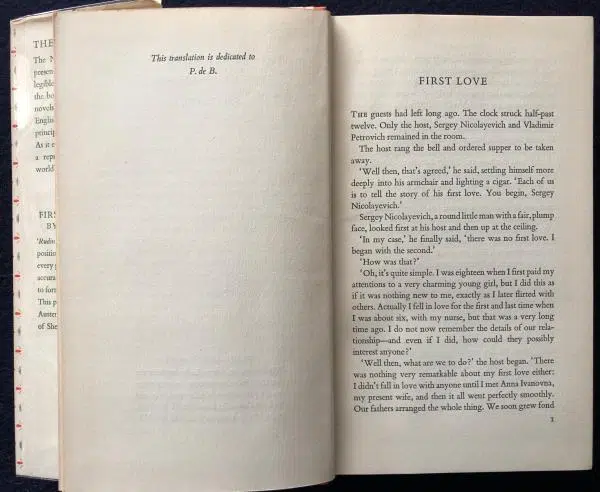 THE
The N
presen
legible
the bo
novels
Englis
princip
As it e
a repr
world
FIRS
BY
'Rudin
position
every p
accura
to for
This p
Auster
of She
This translation is dedicated to
P. de B.
FIRST LOVE
THE guests had left long ago. The clock struck half-past
twelve. Only the host, Sergey Nicolayevich and Vladimir
Petrovich remained in the room.
The host rang the bell and ordered supper to be taken
away.
'Well then, that's agreed,' he said, settling himself more
deeply into his armchair and lighting a cigar. 'Each of us
is to tell the story of his first love. You begin, Sergey
Nicolayevich.'
Sergey Nicolayevich, a round little man with a fair, plump
face, looked first at his host and then up at the ceiling.
'In my case,' he finally said, 'there was no first love. I
began with the second.'
'How was that?'
'Oh, it's quite simple. I was eighteen when I first paid my
attentions to a very charming young girl, but I did this as
if it was nothing new to me, exactly as I later flirted with
others. Actually I fell in love for the first and last time when
I was about six, with my nurse, but that was a very long
time ago. I do not now remember the details of our rela-
tionship—and even if I did, how could they possibly
interest anyone?'
'Well then, what are we to do?' the host began. 'There
was nothing very remarkable about my first love either:
I didn't fall in love with anyone until I met Anna Ivanovna,
my present wife, and then it all went perfectly smoothly.
Our fathers arranged the whole thing. We soon grew fond
1